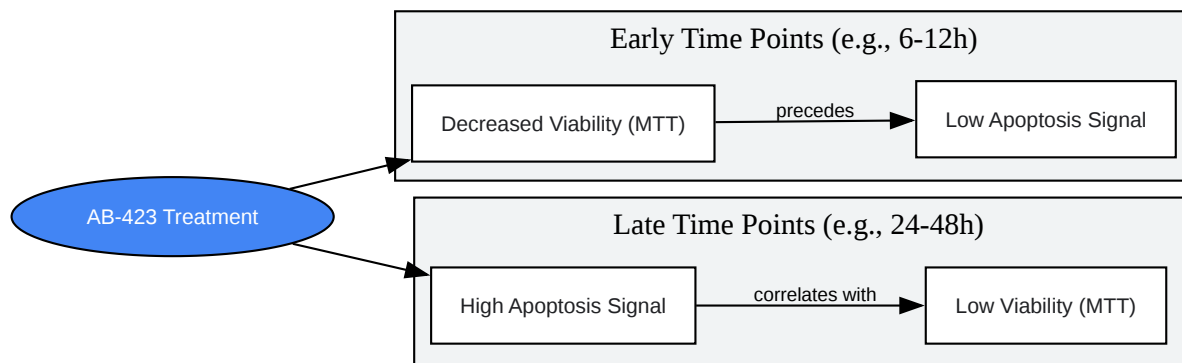 Early Time Points (e.g., 6-12h)
Decreased Viability (MTT)
precedes
Low Apoptosis Signal
AB-423 Treatment
Late Time Points (e.g., 24-48h)
High Apoptosis Signal
correlates with
Low Viability (MTT)